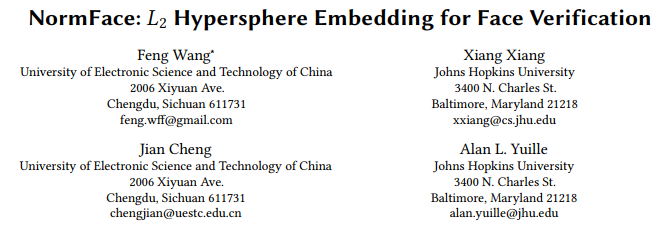 NormFace: L2 Hypersphere Embedding for Face Verification
Feng Wang*
University of Electronic Science and Technology of China
2006 Xiyuan Ave.
Chengdu, Sichuan 611731
feng.wff@gmail.com
Xiang Xiang
Johns Hopkins University
3400 N. Charles St.
Baltimore, Maryland 21218
xxiang@cs.jhu.edu
Jian Cheng
University of Electronic Science and Technology of China
2006 Xiyuan Ave.
Chengdu, Sichuan 611731
chengjian@uestc.edu.cn
Alan L. Yuille
Johns Hopkins University
3400 N. Charles St.
Baltimore, Maryland 21218
alan.yuille@jhu.edu